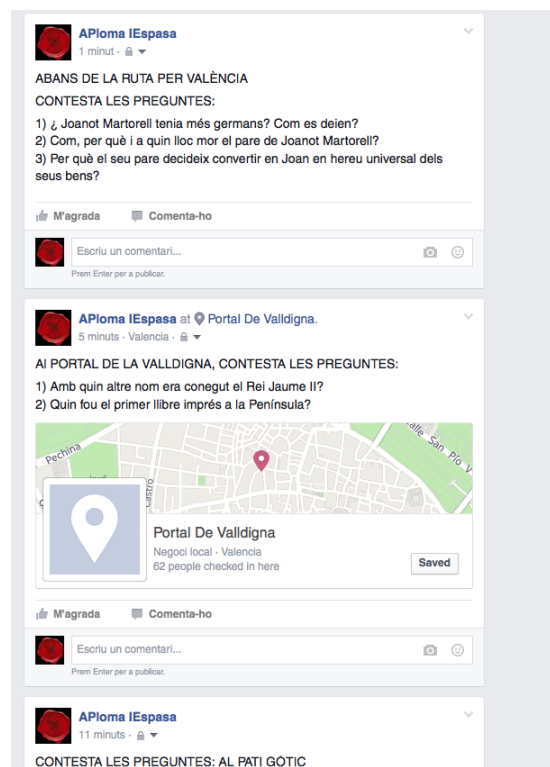 APloma IEspasa
1 minut ·
ABANS DE LA RUTA PER VALÈNCIA
CONTESTA LES PREGUNTES:
1) ¿ Joanot Martorell tenia més germans? Com es deien?
2) Com, per què i a quin lloc mor el pare de Joanot Martorell?
3) Per què el seu pare decideix convertir en Joan en hereu universal dels
seus bens?
M'agrada Comenta-ho
Escriu un comentari...
Prem Enter per a publicar.
APloma IEspasa at Portal De Valldigna.
5 minuts · Valencia ·
Al PORTAL DE LA VALLDIGNA, CONTESTA LES PREGUNTES:
1) Amb quin altre nom era conegut el Rei Jaume II?
2) Quin fou el primer llibre imprés a la Península?
Pechina
Calle San Pío V
Castro
Portal De Valldigna
Negoci local · Valencia
62 people checked in here
Saved
M'agrada Comenta-ho
Escriu un comentari...
Prem Enter per a publicar.
APloma IEspasa
11 minuts ·
CONTESTA LES PREGUNTES: AL PATI GÒTIC